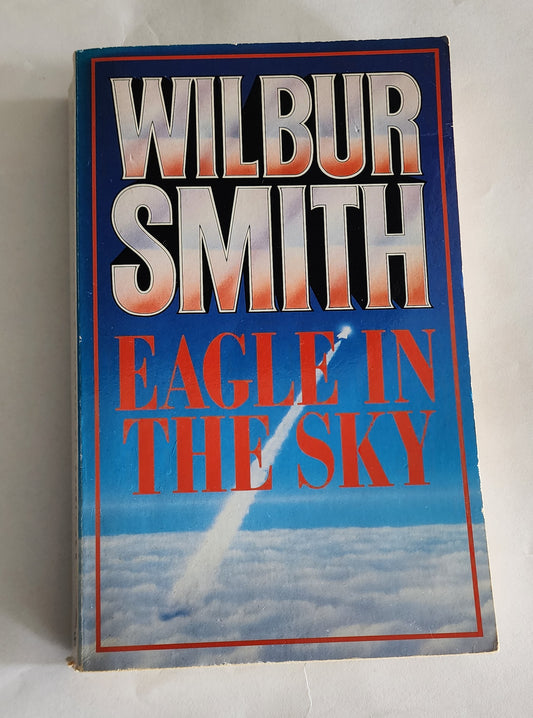 WILBUR
SMITH
EAGLE IN
THE SKY